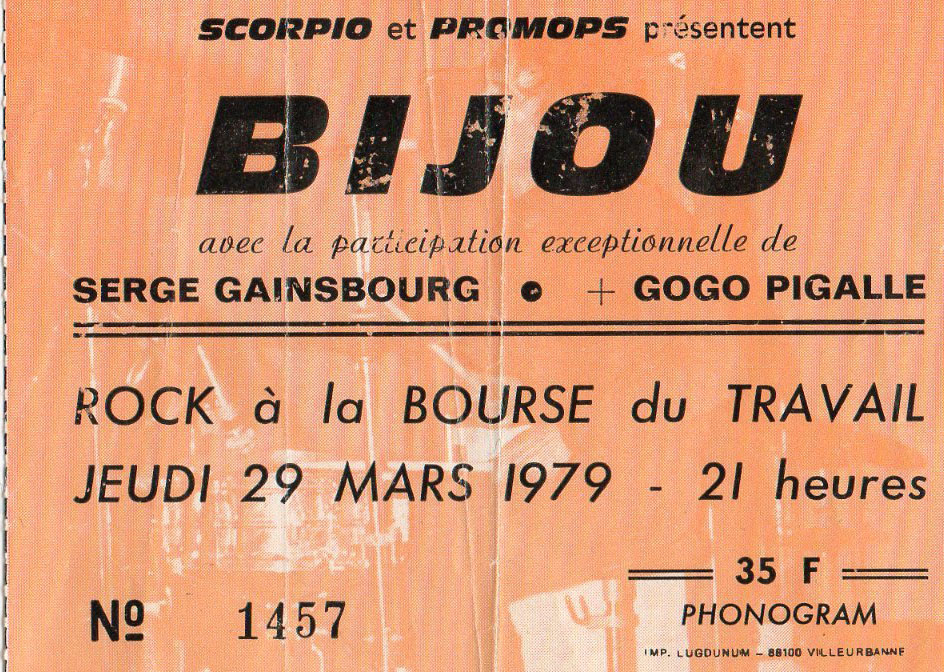 SCORPIO et PROMOPS présentent
BIJOU
avec la participation exceptionnelle de
SERGE GAINSBOURG • + GOGO PIGALLE
ROCK à la BOURSE du TRAVAIL
JEUDI 29 MARS 1979 - 21 heures
35 F
Nº 1457
PHONOGRAM
IMP. LUGDUNUM - 88100 VILLEURBANNE